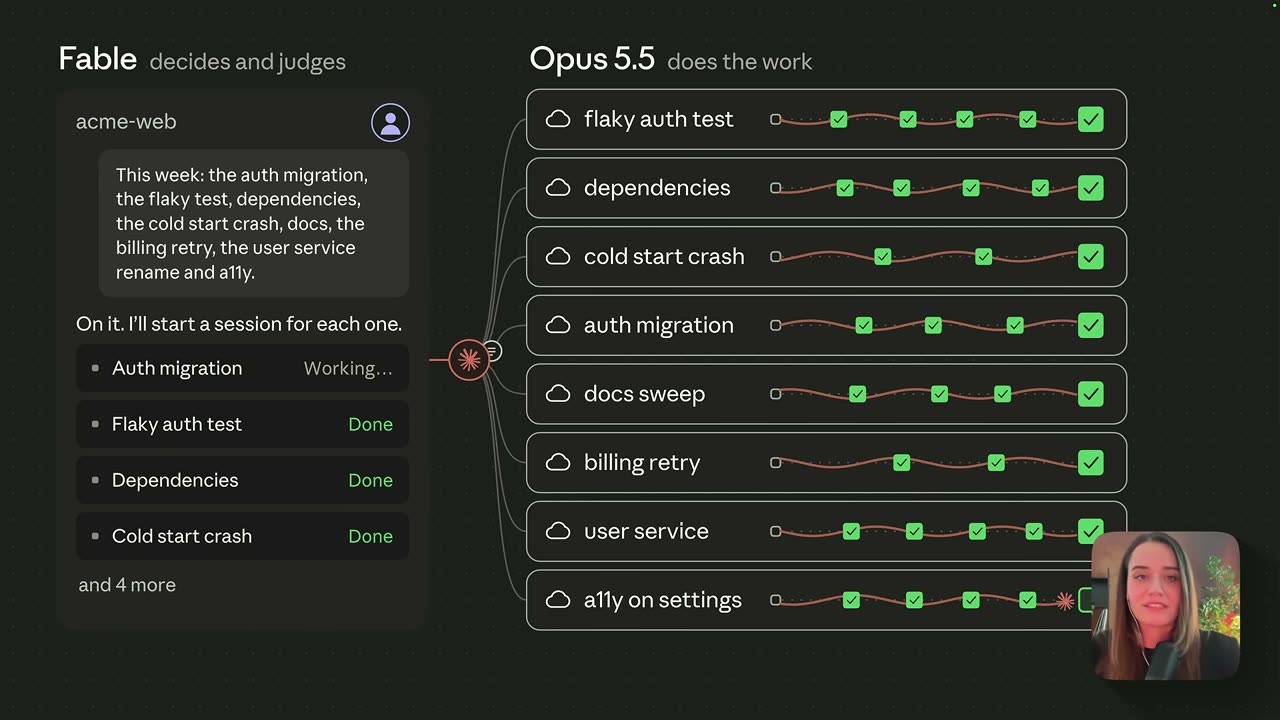 Fable decides and judges
acme-web
This week: the auth migration,
the flaky test, dependencies,
the cold start crash, docs, the
billing retry, the user service
rename and a11y.
On it. I’ll start a session for each one.
Auth migration Working...
Flaky auth test Done
Dependencies Done
Cold start crash Done
and 4 more
Opus 5.5 does the work
flaky auth test
dependencies
cold start crash
auth migration
docs sweep
billing retry
user service
a11y on settings